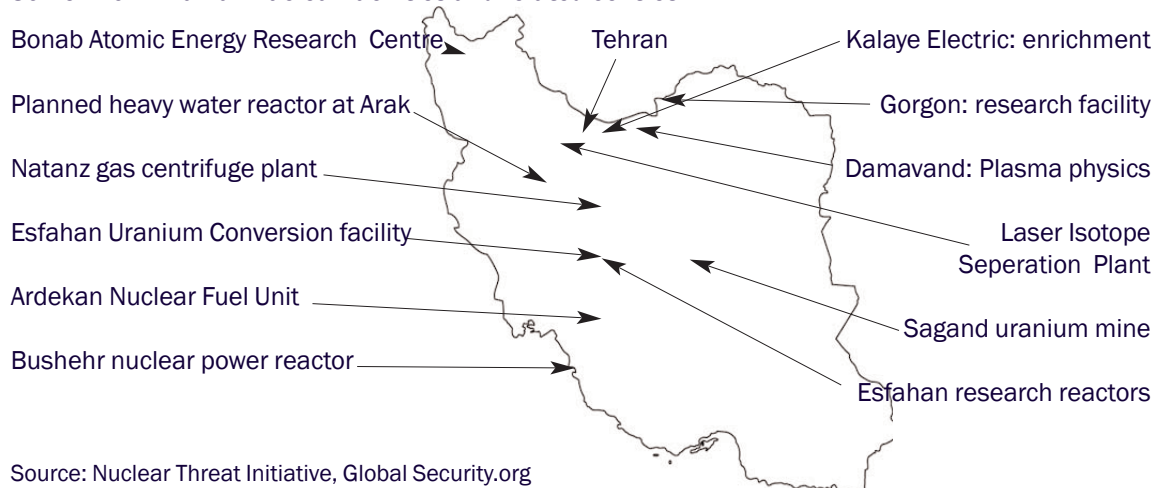 Bonab Atomic Energy Research Centre
Tehran
Kalaye Electric: enrichment
Planned heavy water reactor at Arak
Gorgon: research facility
Natanz gas centrifuge plant
Damavand: Plasma physics
Esfahan Uranium Conversion facility
Laser Isotope
Seperation Plant
Ardekan Nuclear Fuel Unit
Sagand uranium mine
Bushehr nuclear power reactor
Esfahan research reactors
Source: Nuclear Threat Initiative, Global Security.org